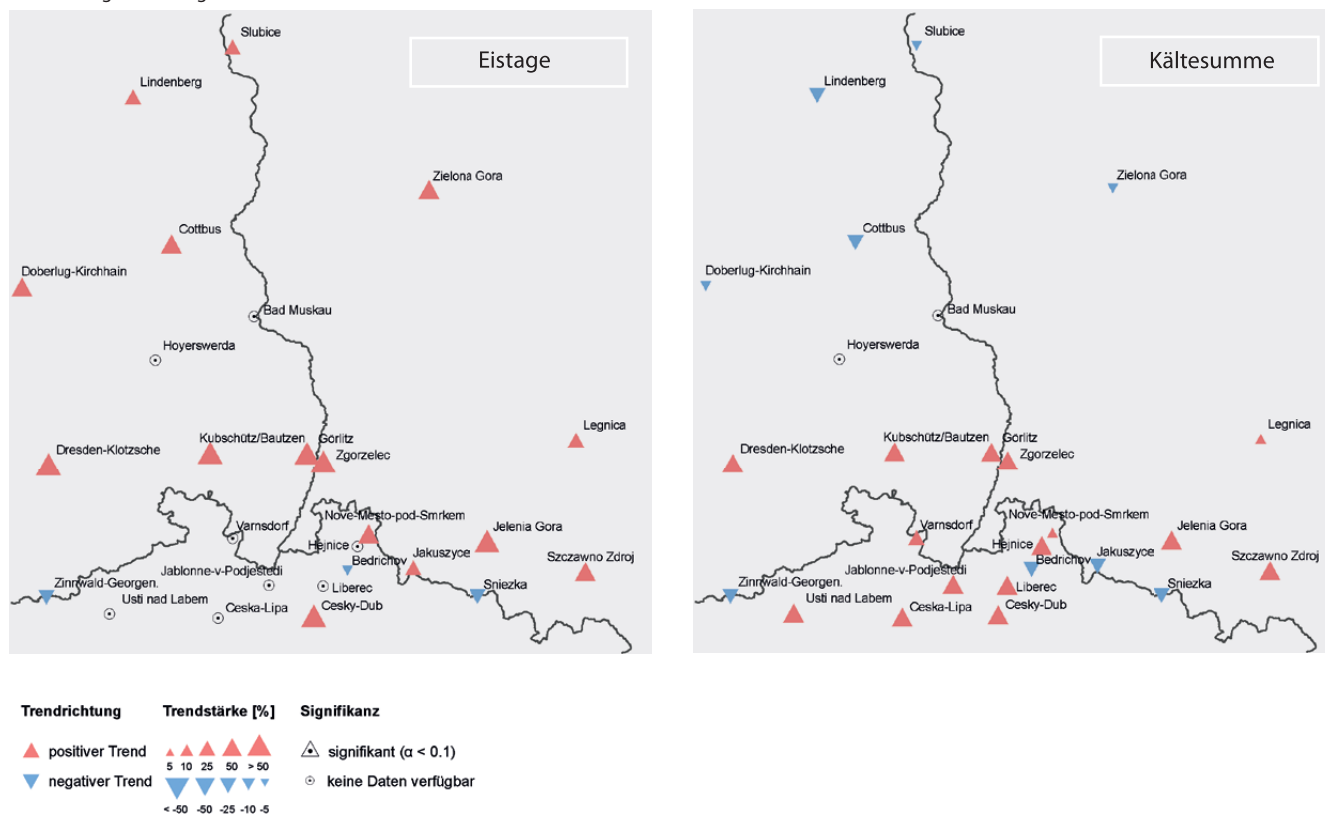 Eistage
Slubice
Lindenberg
Zielona Gora
Cottbus
Doberlug-Kirchhain
Bad Muskau
Hoyerswerda
Legnica
Kubschütz/Bautzen
Görlitz
Dresden-Klotzsche
Zgorzelec
Nove-Mesto-pod-Smrkem
Varnsdorf
Jelenia Gora
Hejnice
Szczawno Zdroj
Bedrichov
Jakuszyce
Jablonne-v-Podjestedi
Zinnwald-Georgen.
Liberec
Sniezka
Usti nad Labem
Ceska-Lipa
Cesky-Dub
Kältesumme
Slubice
Lindenberg
Zielona Gora
Cottbus
Doberlug-Kirchhain
Bad Muskau
Hoyerswerda
Legnica
Kubschütz/Bautzen
Görlitz
Dresden-Klotzsche
Zgorzelec
Nove-Mesto-pod-Smrkem
Varnsdorf
Jelenia Gora
Hejnice
Jakuszyce
Szczawno Zdroj
Bedrichov
Jablonne-v-Podjestedi
Zinnwald-Georgen.
Liberec
Sniezka
Usti nad Labem
Ceska-Lipa
Cesky-Dub
Trendrichtung
positiver Trend
negativer Trend
Trendstärke [%]
5 10 25 50 > 50
< -50 -50 -25 -10 -5
Signifikanz
signifikant (α < 0.1)
keine Daten verfügbar